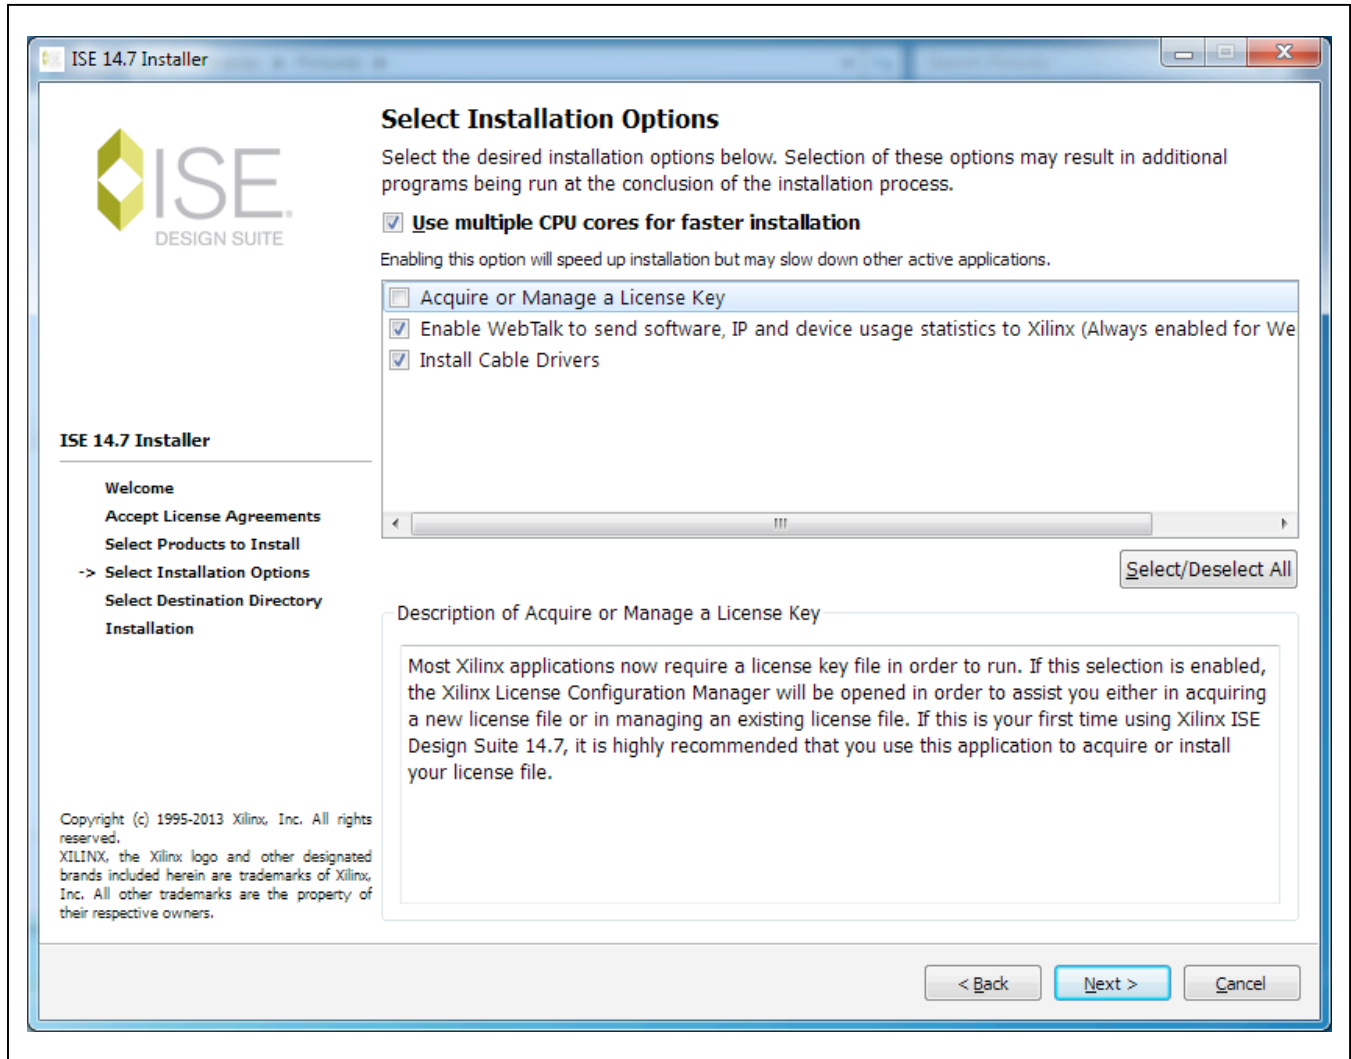 ISE 14.7 Installer
ISE.
DESIGN SUITE
ISE 14.7 Installer
Welcome
Accept License Agreements
Select Products to Install
-> Select Installation Options
Select Destination Directory
Installation
Copyright (c) 1995-2013 Xilinx, Inc. All rights
reserved.
XILINX, the Xilinx logo and other designated
brands included herein are trademarks of Xilinx,
Inc. All other trademarks are the property of
their respective owners.
Select Installation Options
Select the desired installation options below. Selection of these options may result in additional
programs being run at the conclusion of the installation process.
Use multiple CPU cores for faster installation
Enabling this option will speed up installation but may slow down other active applications.
Acquire or Manage a License Key
Enable WebTalk to send software, IP and device usage statistics to Xilinx (Always enabled for We
Install Cable Drivers
Select/Deselect All
Description of Acquire or Manage a License Key
Most Xilinx applications now require a license key file in order to run. If this selection is enabled,
the Xilinx License Configuration Manager will be opened in order to assist you either in acquiring
a new license file or in managing an existing license file. If this is your first time using Xilinx ISE
Design Suite 14.7, it is highly recommended that you use this application to acquire or install
your license file.
< Back
Next >
Cancel